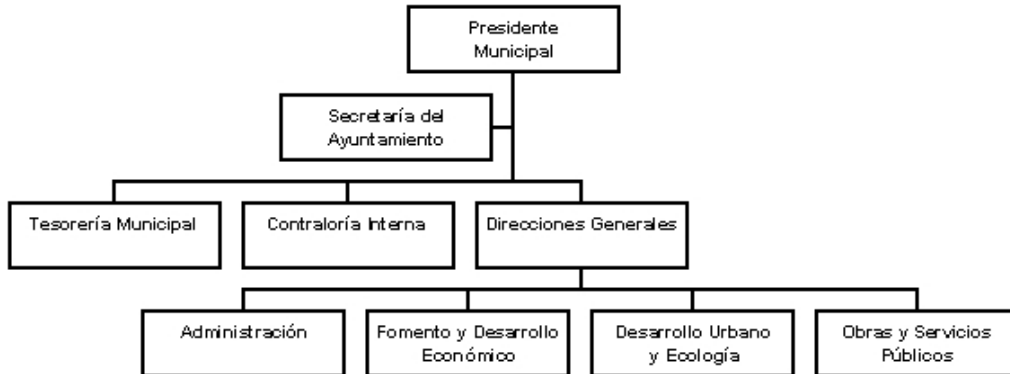 Presidente
Municipal
Secretaría del
Ayuntamiento
Tesorería Municipal
Contraloría Interna
Direcciones Generales
Administración
Fomento y Desarrollo
Económico
Desarrollo Urbano
y Ecología
Obras y Servicios
Públicos